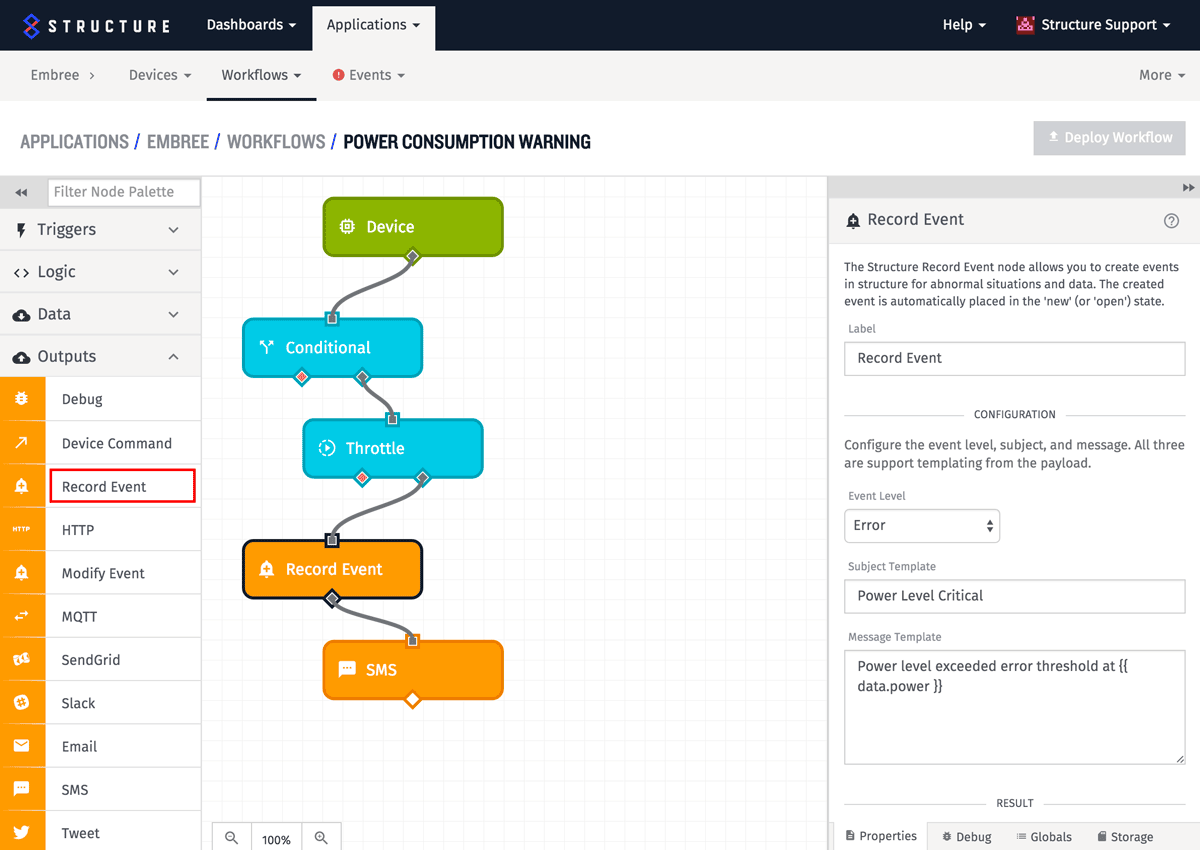 STRUCTURE
Dashboards
Applications
Help
Structure Support
Embree
Devices
Workflows
! Events
More
APPLICATIONS / EMBREE / WORKFLOWS / POWER CONSUMPTION WARNING
Deploy Workflow
Filter Node Palette
Triggers
Logic
Data
Outputs
Debug
Device Command
Record Event
HTTP HTTP
Modify Event
MQTT
SendGrid
Slack
Email
SMS
Tweet
Device
Conditional
Throttle
Record Event
SMS
100%
Record Event
?
The Structure Record Event node allows you to create events
in structure for abnormal situations and data. The created
event is automatically placed in the 'new' (or 'open') state.
Label
Record Event
CONFIGURATION
Configure the event level, subject, and message. All three
are support templating from the payload.
Event Level
Error
Subject Template
Power Level Critical
Message Template
Power level exceeded error threshold at {{
data.power }}
RESULT
Properties
Debug
Globals
Storage